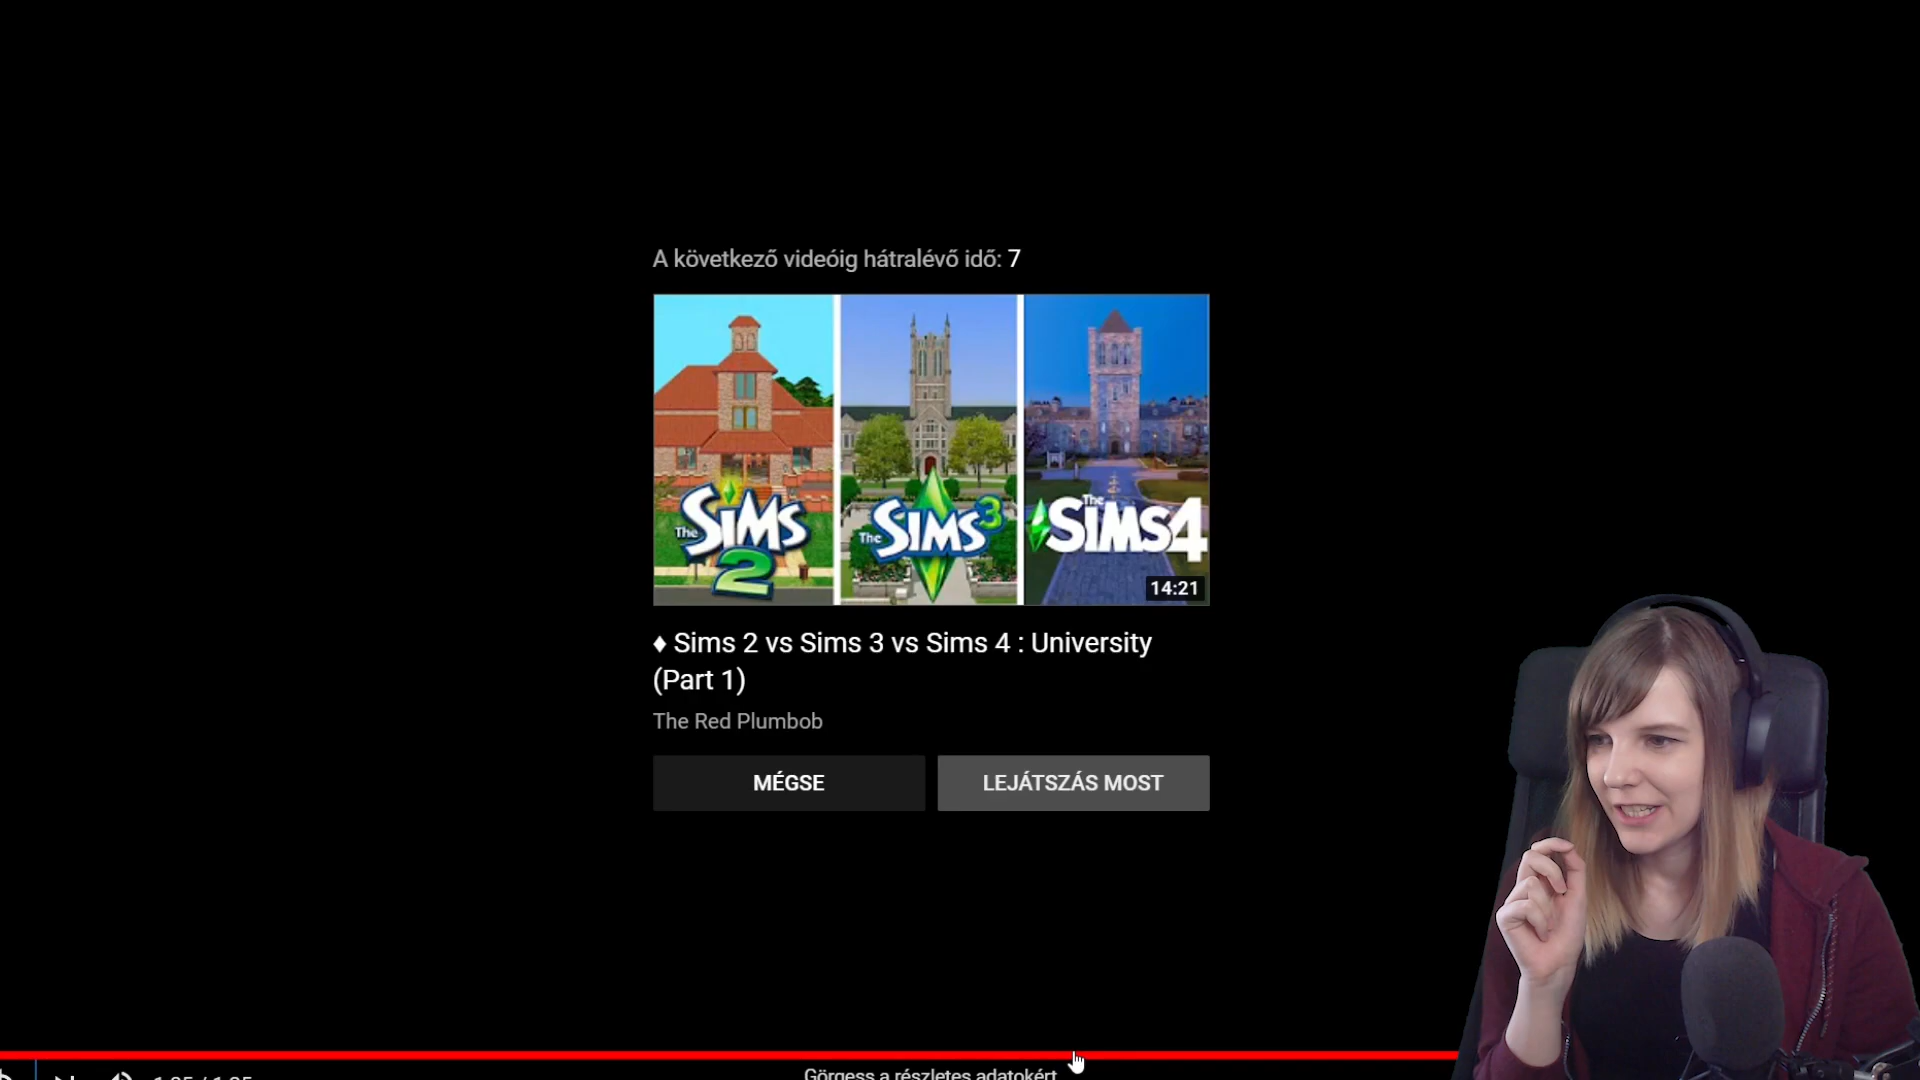 A következő videóig hátralévő idő: 7
The SIMS 2
The SIMS 3
The SIMS 4
14:21
♦ Sims 2 vs Sims 3 vs Sims 4 : University
(Part 1)
The Red Plumbob
MÉGSE
LEJÁTSZÁS MOST
Görgess a részletes adatokért